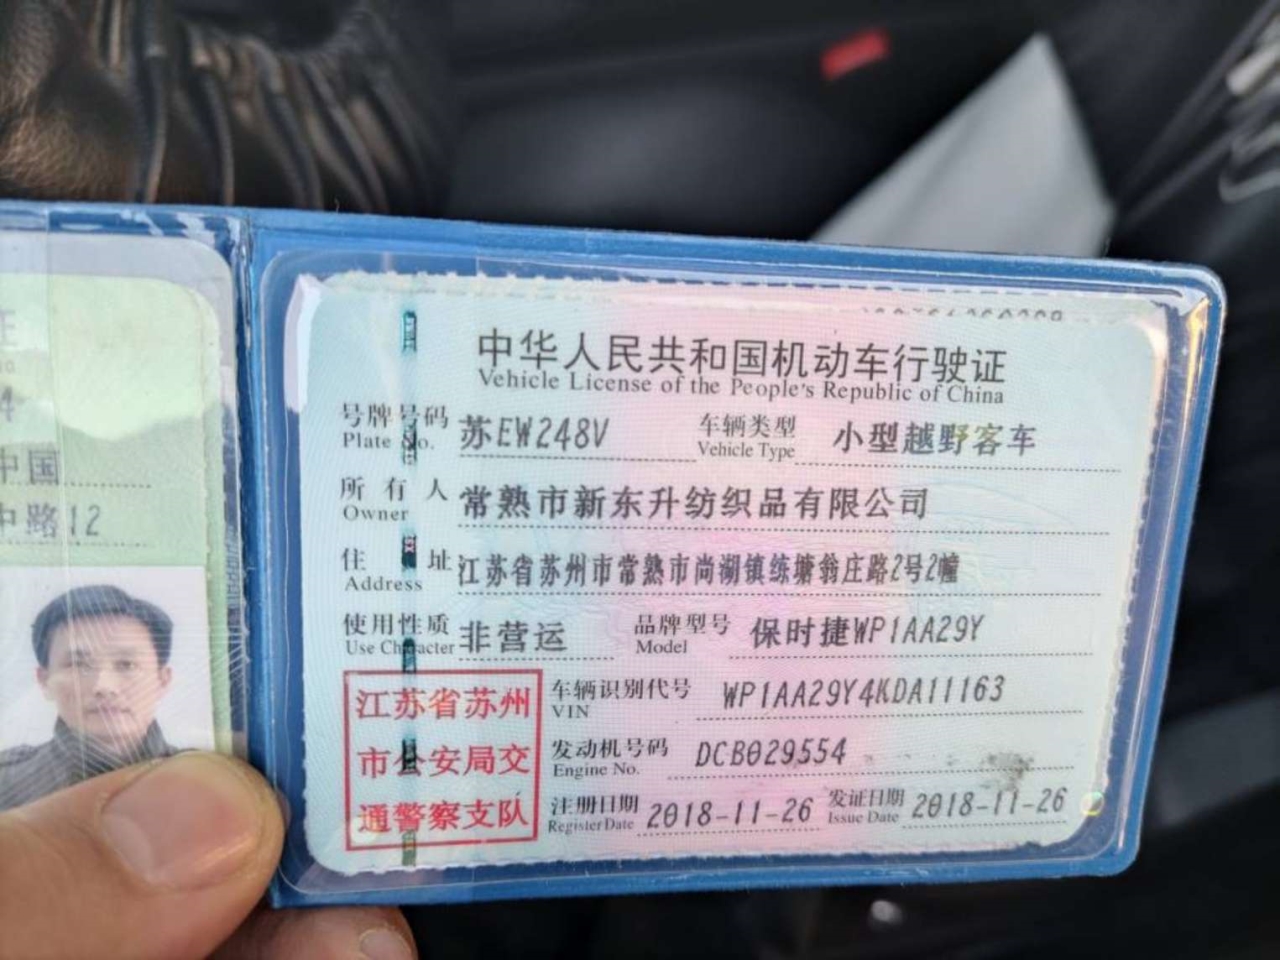 4
中国
中路12
中华人民共和国机动车行驶证
Vehicle License of the People's Republic of China
号牌号码 苏EW248V 车辆类型 小型越野客车
Plate No. Vehicle Type
所有人 常熟市新东升纺织品有限公司
Owner
住址 江苏省苏州市常熟市尚湖镇练塘翁庄路2号2幢
Address
使用性质 非营运 品牌型号 保时捷WP1AA29Y
Use Character Model
江苏省苏州
市公安局交
通警察支队
车辆识别代号 WP1AA29Y4KDA11163
VIN
发动机号码 DCB029554
Engine No.
注册日期 2018-11-26 发证日期 2018-11-26
Register Date Issue Date